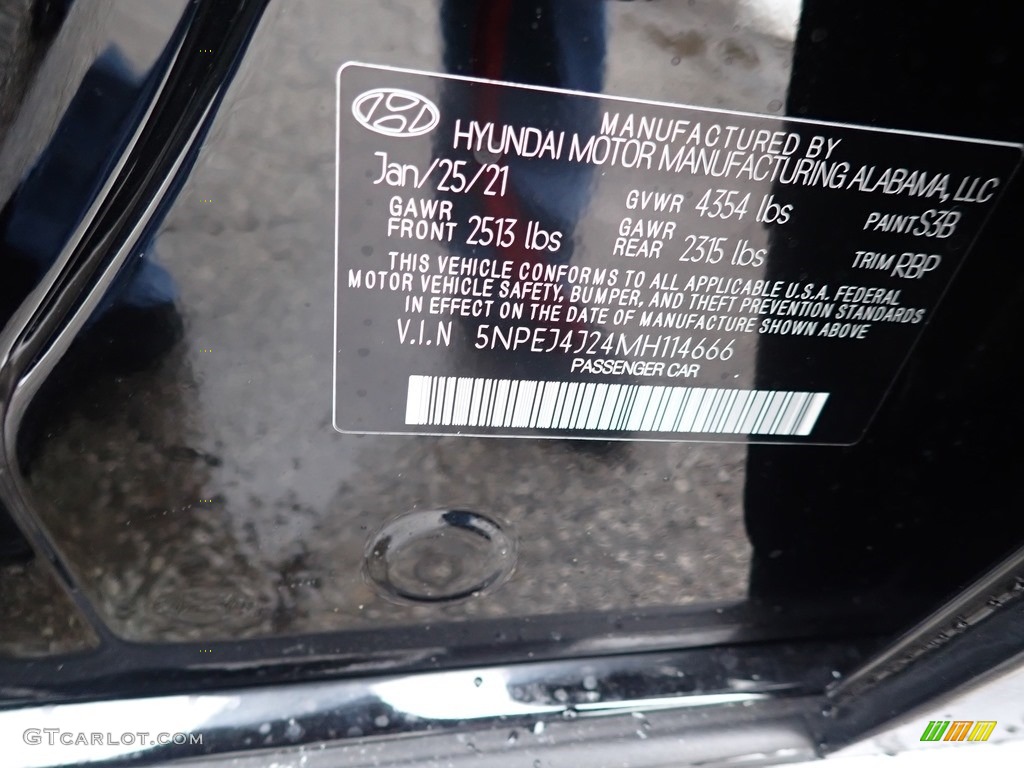 MANUFACTURED BY
HYUNDAI MOTOR MANUFACTURING ALABAMA, LLC
Jan/25/21 GVWR 4354 lbs PAINT S3B
GAWR FRONT 2513 lbs GAWR REAR 2315 lbs TRIM RBP
THIS VEHICLE CONFORMS TO ALL APPLICABLE U.S.A. FEDERAL
MOTOR VEHICLE SAFETY, BUMPER, AND THEFT PREVENTION STANDARDS
IN EFFECT ON THE DATE OF MANUFACTURE SHOWN ABOVE
V.I.N 5NPEJ4J24MH114666
PASSENGER CAR
GTCARLOT.COM